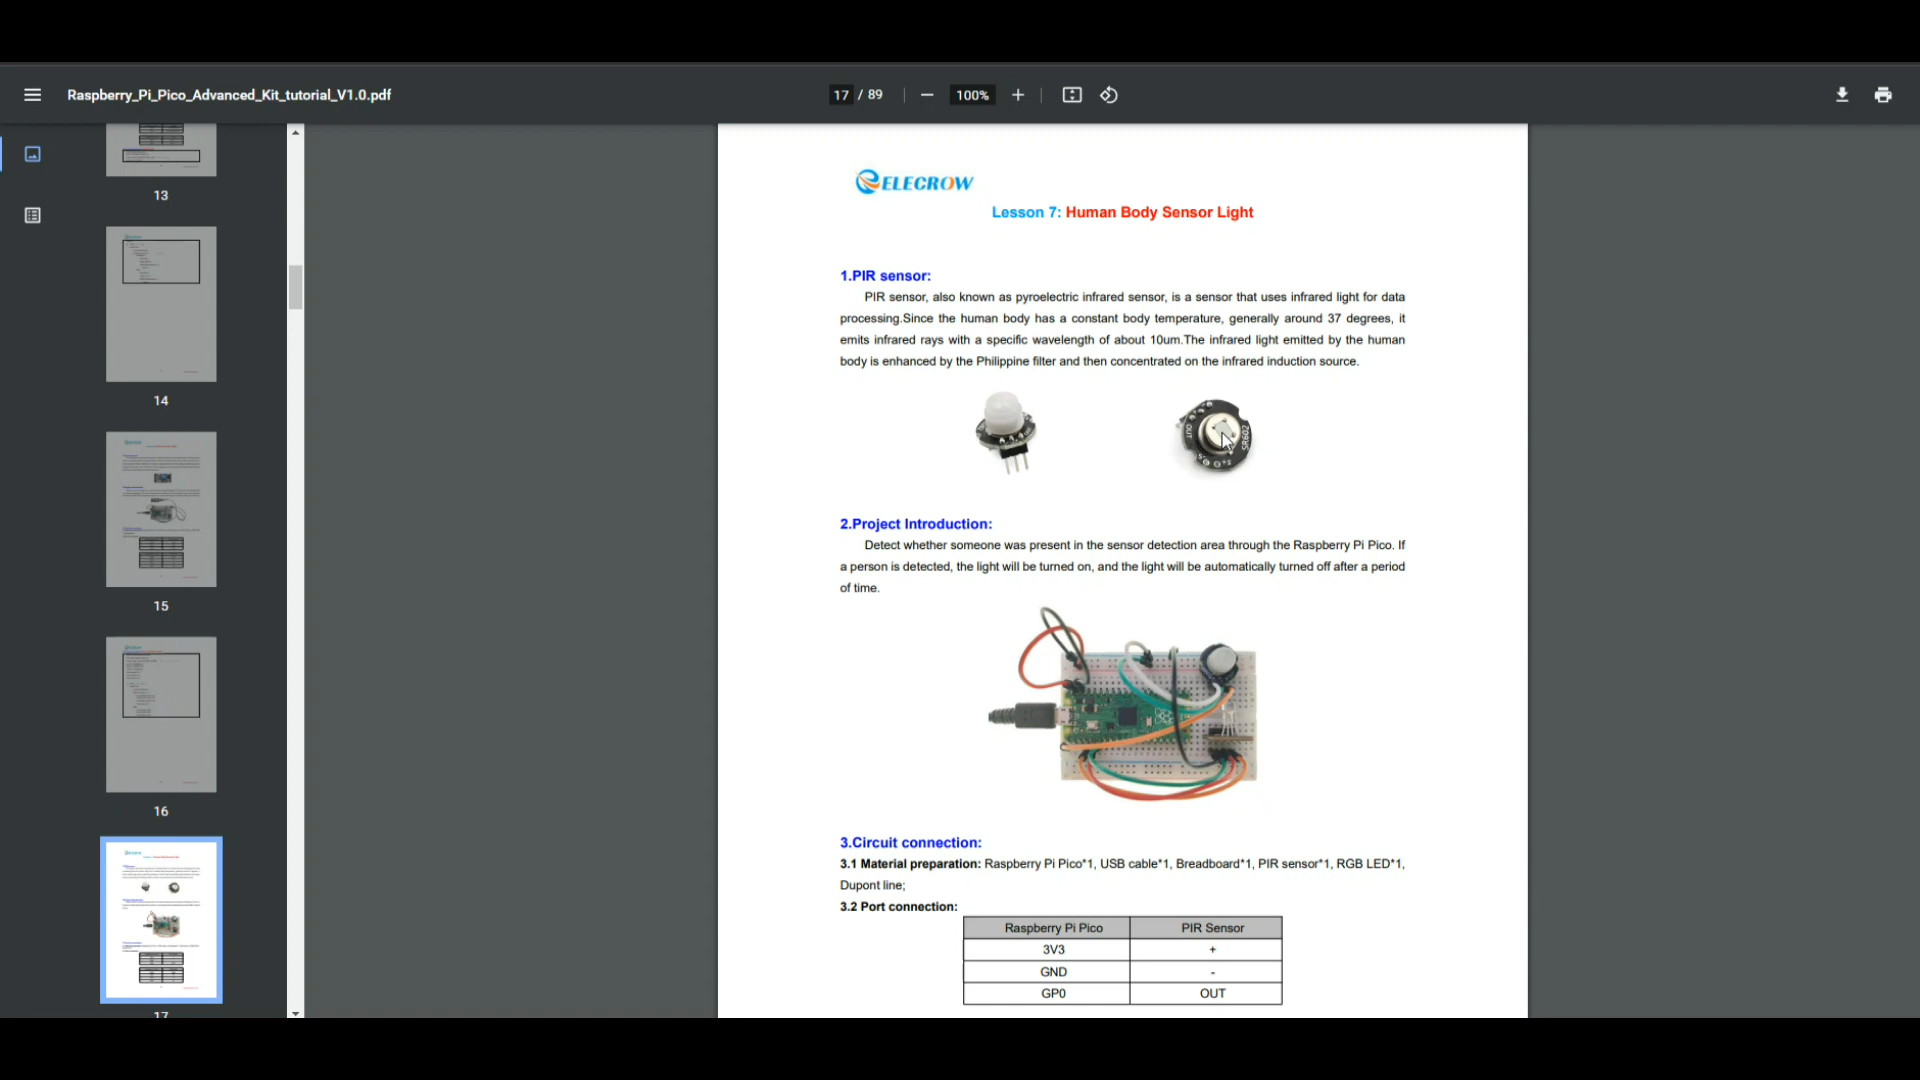 Raspberry_Pi_Pico_Advanced_Kit_tutorial_V1.0.pdf
17 / 89
100%
13
14
15
16
17
ELECROW
Lesson 7: Human Body Sensor Light
1.PIR sensor:
PIR sensor, also known as pyroelectric infrared sensor, is a sensor that uses infrared light for data
processing.Since the human body has a constant body temperature, generally around 37 degrees, it
emits infrared rays with a specific wavelength of about 10um.The infrared light emitted by the human
body is enhanced by the Philippine filter and then concentrated on the infrared induction source.
OUT
SR602
2.Project Introduction:
Detect whether someone was present in the sensor detection area through the Raspberry Pi Pico. If
a person is detected, the light will be turned on, and the light will be automatically turned off after a period
of time.
3.Circuit connection:
3.1 Material preparation: Raspberry Pi Pico*1, USB cable*1, Breadboard*1, PIR sensor*1, RGB LED*1,
Dupont line;
3.2 Port connection:
Raspberry Pi Pico PIR Sensor
3V3 +
GND -
GP0 OUT